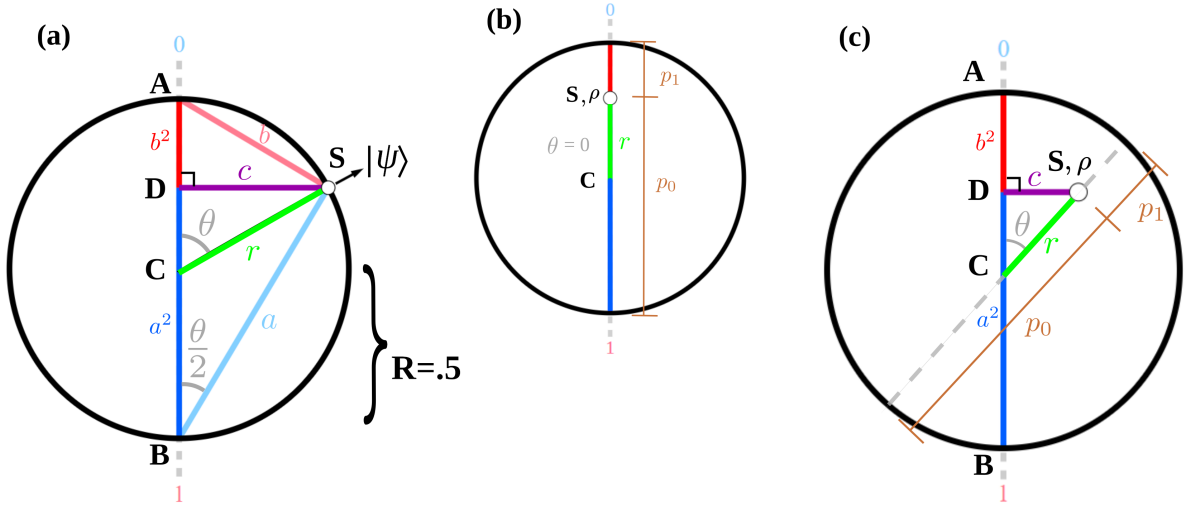 (a)
0
A
b²
b
S
|ψ⟩
D
c
θ
r
C
a²
θ/2
a
R=.5
B
1
(b)
0
p₁
S, ρ
θ = 0
r
C
p₀
1
(c)
0
A
b²
S, ρ
D
c
p₁
θ
r
C
a²
p₀
B
1